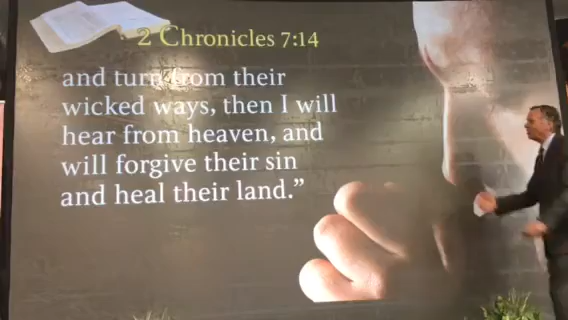 2 Chronicles 7:14
and turn from their
wicked ways, then I will
hear from heaven, and
will forgive their sin
and heal their land.”